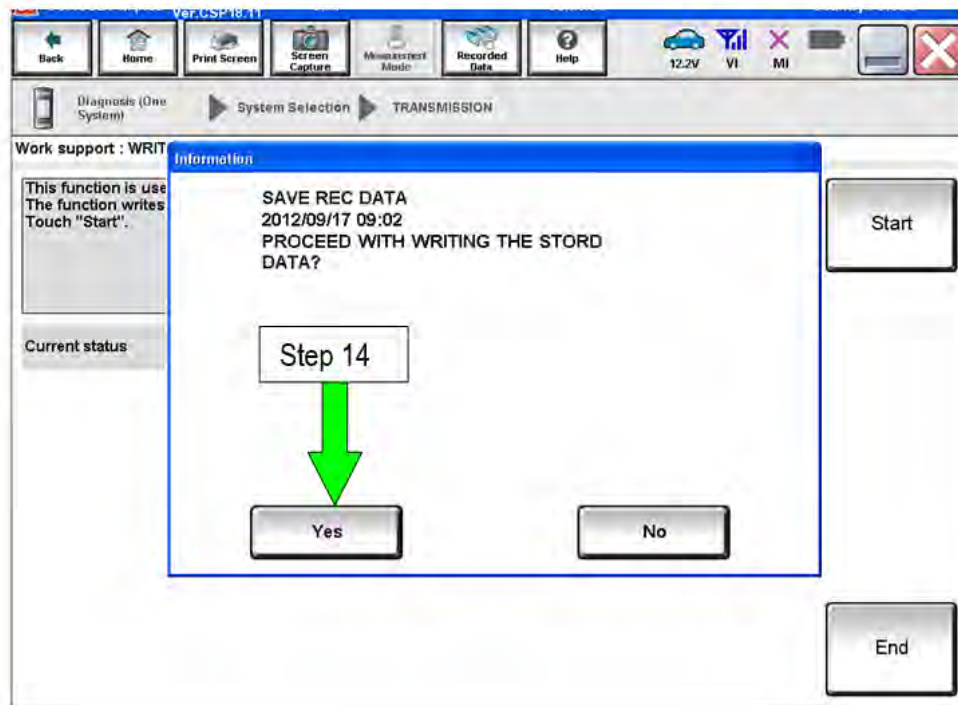 Ver.CSP18.11
Back
Home
Print Screen
Screen
Capture
Measurement
Mode
Recorded
Data
Help
12.2V
VI
MI
Diagnosis (One
System)
System Selection
TRANSMISSION
Work support : WRIT
Information
This function is use
The function writes
Touch "Start".
SAVE REC DATA
2012/09/17 09:02
PROCEED WITH WRITING THE STORD
DATA?
Start
Current status
Step 14
Yes
No
End